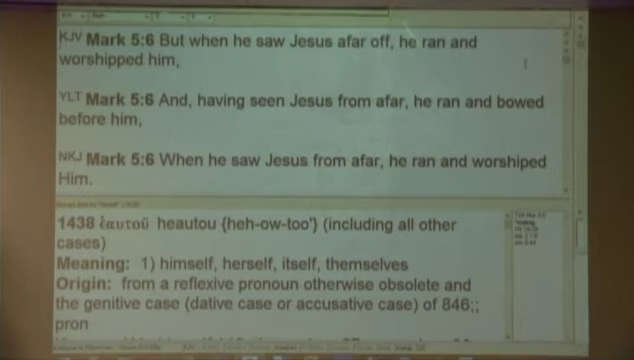 KJV Mark 5:6 But when he saw Jesus afar off, he ran and
worshipped him,
YLT Mark 5:6 And, having seen Jesus from afar, he ran and bowed
before him,
NKJ Mark 5:6 When he saw Jesus from afar, he ran and worshiped
Him.
1438 ἑαυτοῦ heautou {heh-ow-too'} (including all other
cases)
Meaning: 1) himself, herself, itself, themselves
Origin: from a reflexive pronoun otherwise obsolete and
the genitive case (dative case or accusative case) of 846;;
pron